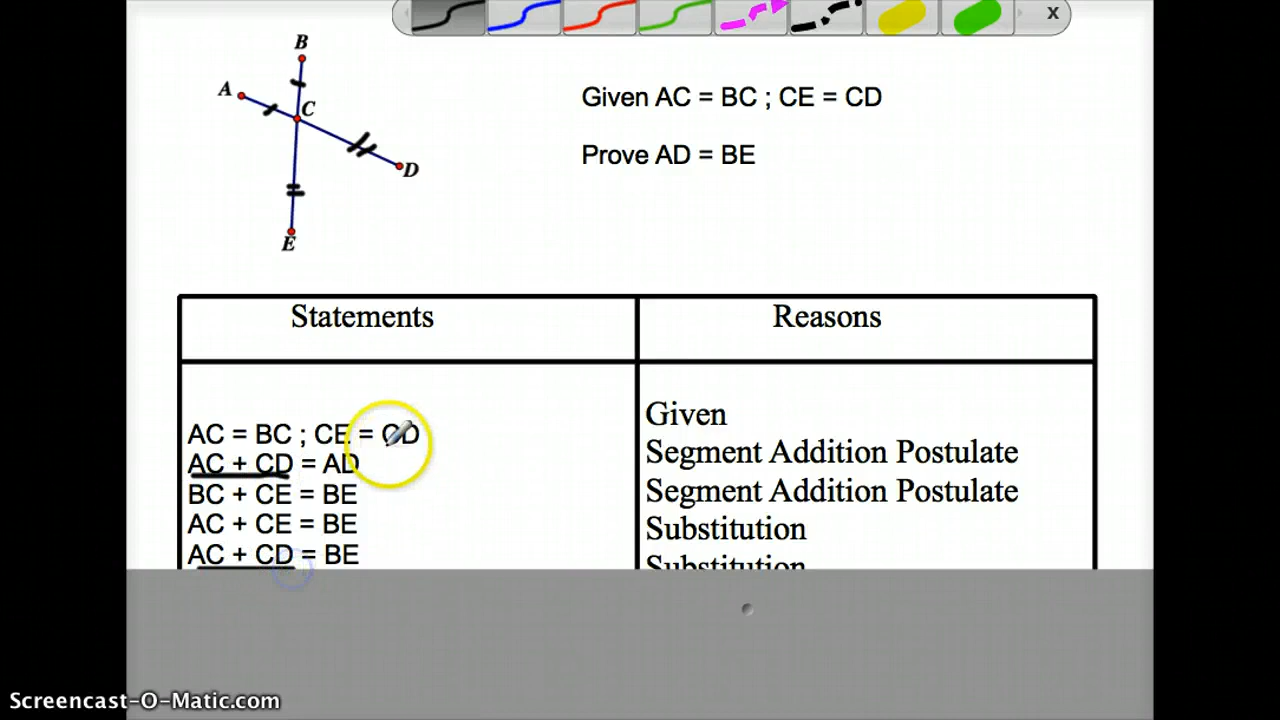 x
B
A
C
D
E
Given AC = BC ; CE = CD
Prove AD = BE
Statements
Reasons
AC = BC ; CE = CD
AC + CD = AD
BC + CE = BE
AC + CE = BE
AC + CD = BE
Given
Segment Addition Postulate
Segment Addition Postulate
Substitution
Substitution
Screencast-O-Matic.com